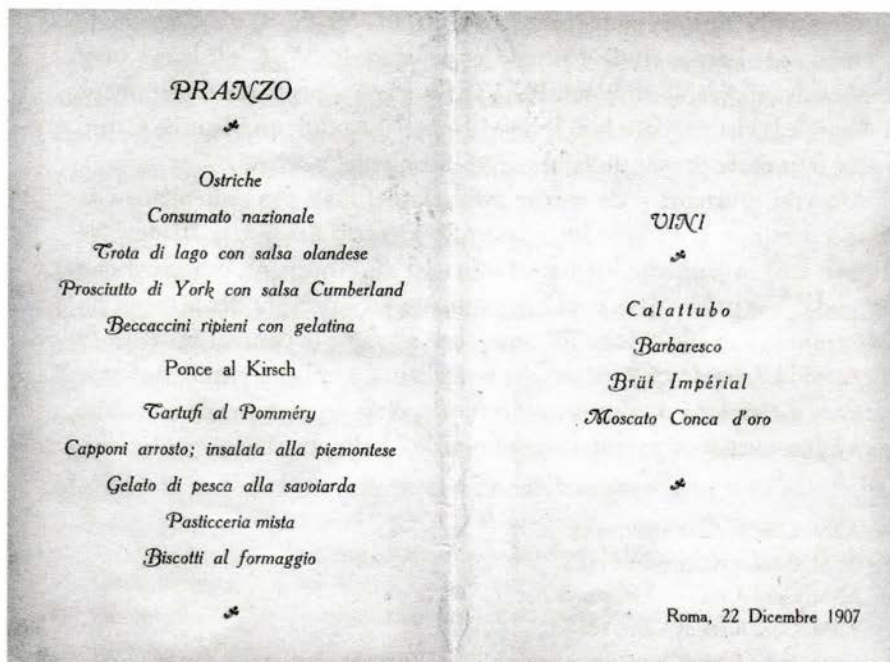 PRANZO
Ostriche
Consumato nazionale
Trota di lago con salsa olandese
Prosciutto di York con salsa Cumberland
Beccaccini ripieni con gelatina
Ponce al Kirsch
Tartufi al Pomméry
Capponi arrosto; insalata alla piemontese
Gelato di pesca alla savoiarda
Pasticceria mista
Biscotti al formaggio
VINI
Calattubo
Barbaresco
Brüt Impérial
Moscato Conca d'oro
Roma, 22 Dicembre 1907